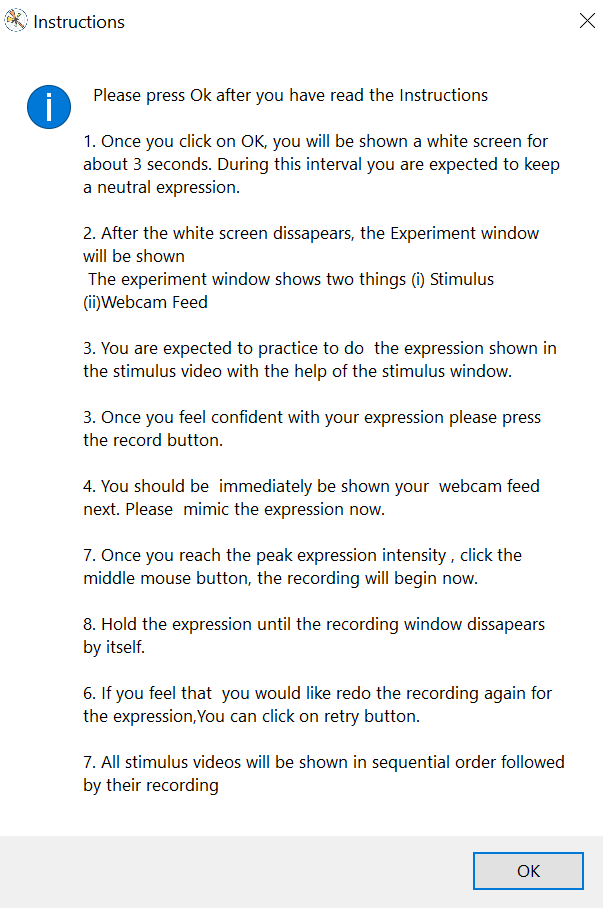 Instructions
Please press Ok after you have read the Instructions
1. Once you click on OK, you will be shown a white screen for
about 3 seconds. During this interval you are expected to keep
a neutral expression.
2. After the white screen dissapears, the Experiment window
will be shown
The experiment window shows two things (i) Stimulus
(ii)Webcam Feed
3. You are expected to practice to do  the expression shown in
the stimulus video with the help of the stimulus window.
3. Once you feel confident with your expression please press
the record button.
4. You should be  immediately be shown your  webcam feed
next. Please  mimic the expression now.
7. Once you reach the peak expression intensity , click the
middle mouse button, the recording will begin now.
8. Hold the expression until the recording window dissapears
by itself.
6. If you feel that  you would like redo the recording again for
the expression,You can click on retry button.
7. All stimulus videos will be shown in sequential order followed
by their recording
OK